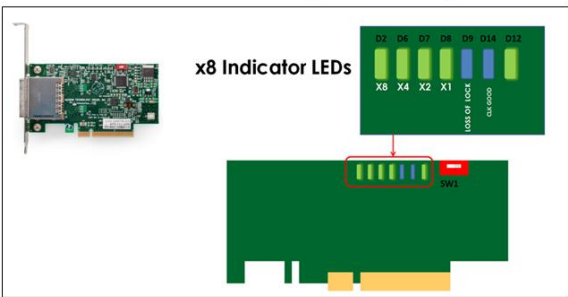 x8 Indicator LEDs
D2 D6 D7 D8 D9 D14 D12
X8 X4 X2 X1
LOSS OF LOCK
CLK GOOD
SW1